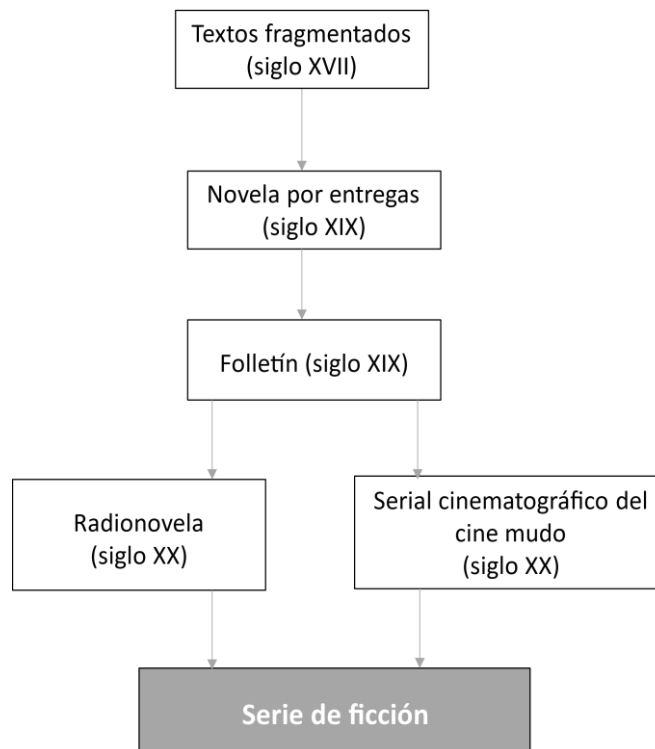 Textos fragmentados
(siglo XVII)
Novela por entregas
(siglo XIX)
Folletín (siglo XIX)
Radionovela
(siglo XX)
Serial cinematográfico del
cine mudo
(siglo XX)
Serie de ficción